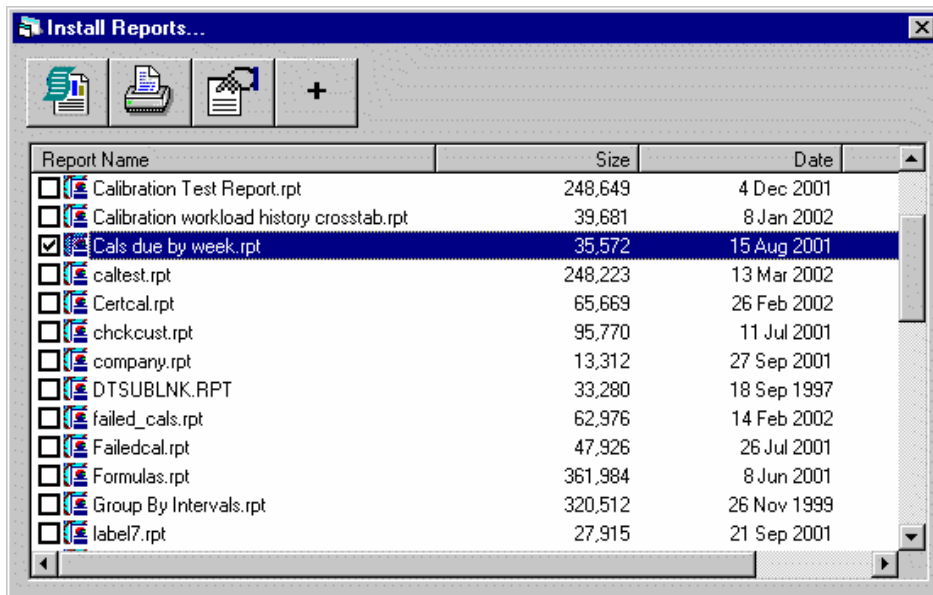 Install Reports...
+
Report Name Size Date
Calibration Test Report.rpt 248,649 4 Dec 2001
Calibration workload history crosstab.rpt 39,681 8 Jan 2002
Cals due by week.rpt 35,572 15 Aug 2001
caltest.rpt 248,223 13 Mar 2002
Certcal.rpt 65,669 26 Feb 2002
chckcust.rpt 95,770 11 Jul 2001
company.rpt 13,312 27 Sep 2001
DTSUBLNK.RPT 33,280 18 Sep 1997
failed_cals.rpt 62,976 14 Feb 2002
Failedcal.rpt 47,926 26 Jul 2001
Formulas.rpt 361,984 8 Jun 2001
Group By Intervals.rpt 320,512 26 Nov 1999
label7.rpt 27,915 21 Sep 2001